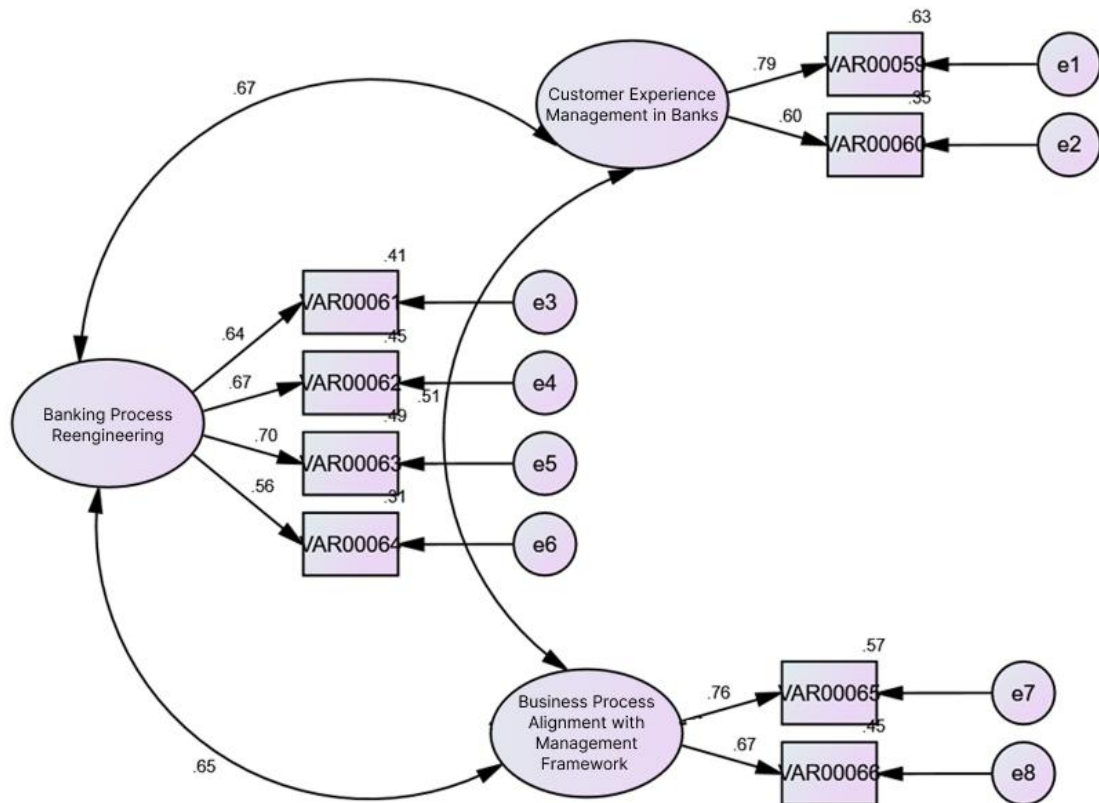 .63
.67
.79
VAR00059
e1
Customer Experience
Management in Banks
.35
.60
VAR00060
e2
.41
VAR00061
e3
.64
.45
.67
VAR00062
e4
.51
.49
Banking Process
Reengineering
.70
VAR00063
e5
.56
.31
VAR00064
e6
.57
.76
VAR00065
e7
Business Process
Alignment with
Management
Framework
.45
.67
VAR00066
e8
.65